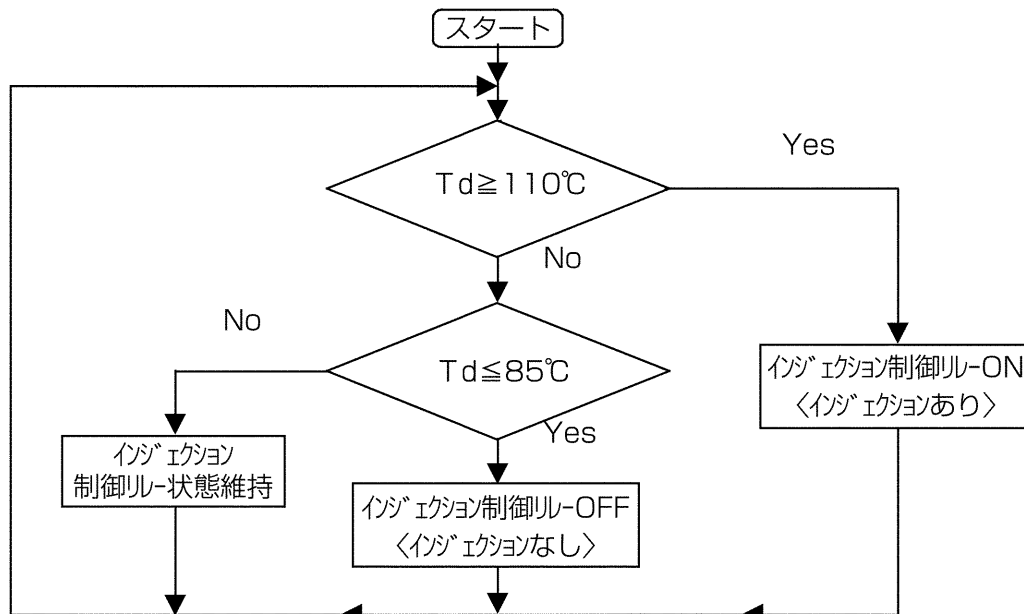 スタート
Yes
Td≧110℃
No
No
Td≦85℃
Yes
ｲﾝｼﾞｪｸｼｮﾝ制御ﾘﾚｰON
〈ｲﾝｼﾞｪｸｼｮﾝあり〉
ｲﾝｼﾞｪｸｼｮﾝ
制御ﾘﾚｰ状態維持
ｲﾝｼﾞｪｸｼｮﾝ制御ﾘﾚｰOFF
〈ｲﾝｼﾞｪｸｼｮﾝなし〉